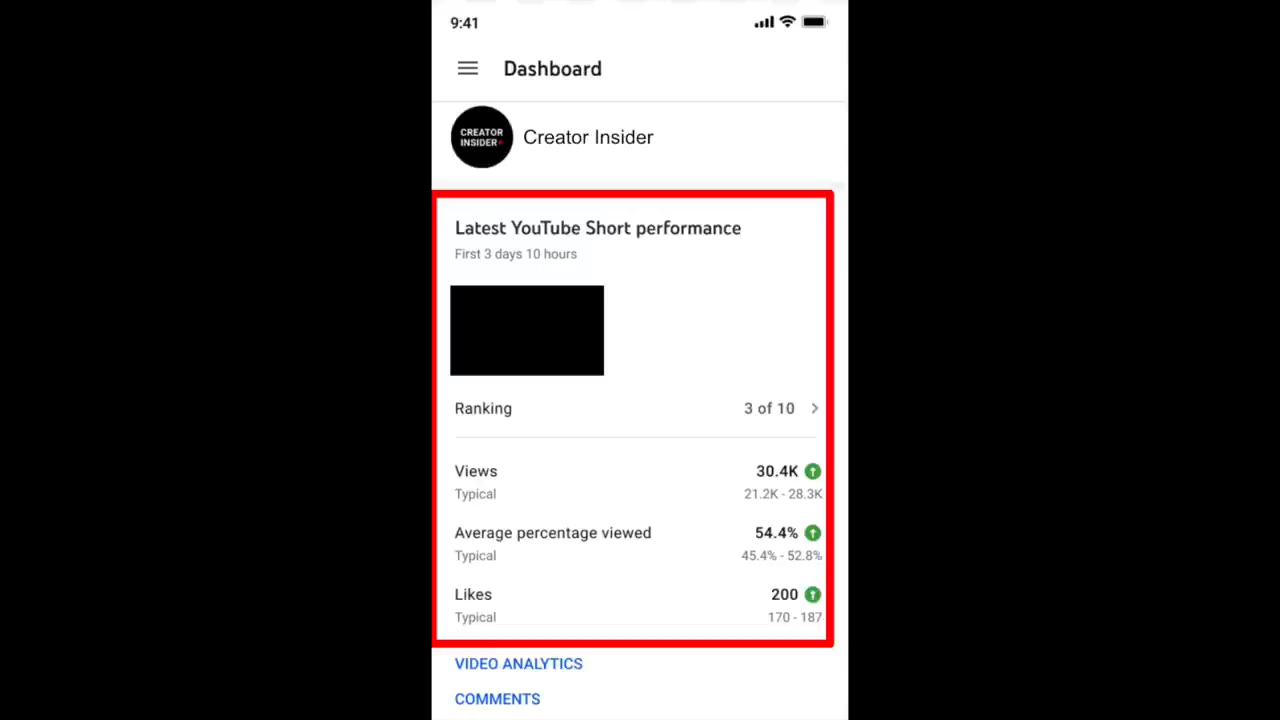 9:41
Dashboard
CREATOR
INSIDER
Creator Insider
Latest YouTube Short performance
First 3 days 10 hours
Ranking 3 of 10
Views 30.4K
Typical 21.2K - 28.3K
Average percentage viewed 54.4%
Typical 45.4% - 52.8%
Likes 200
Typical 170 - 187
VIDEO ANALYTICS
COMMENTS